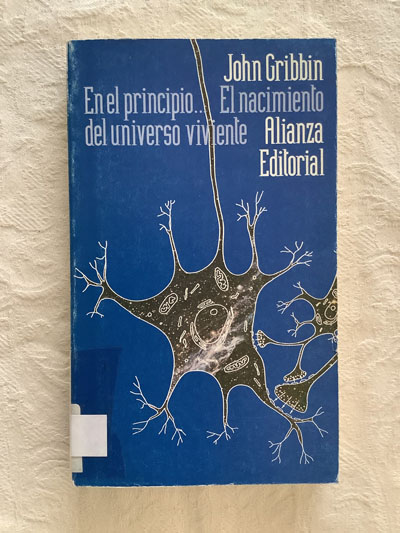 John Gribbin
En el principio... El nacimiento
del universo viviente Alianza
Editorial